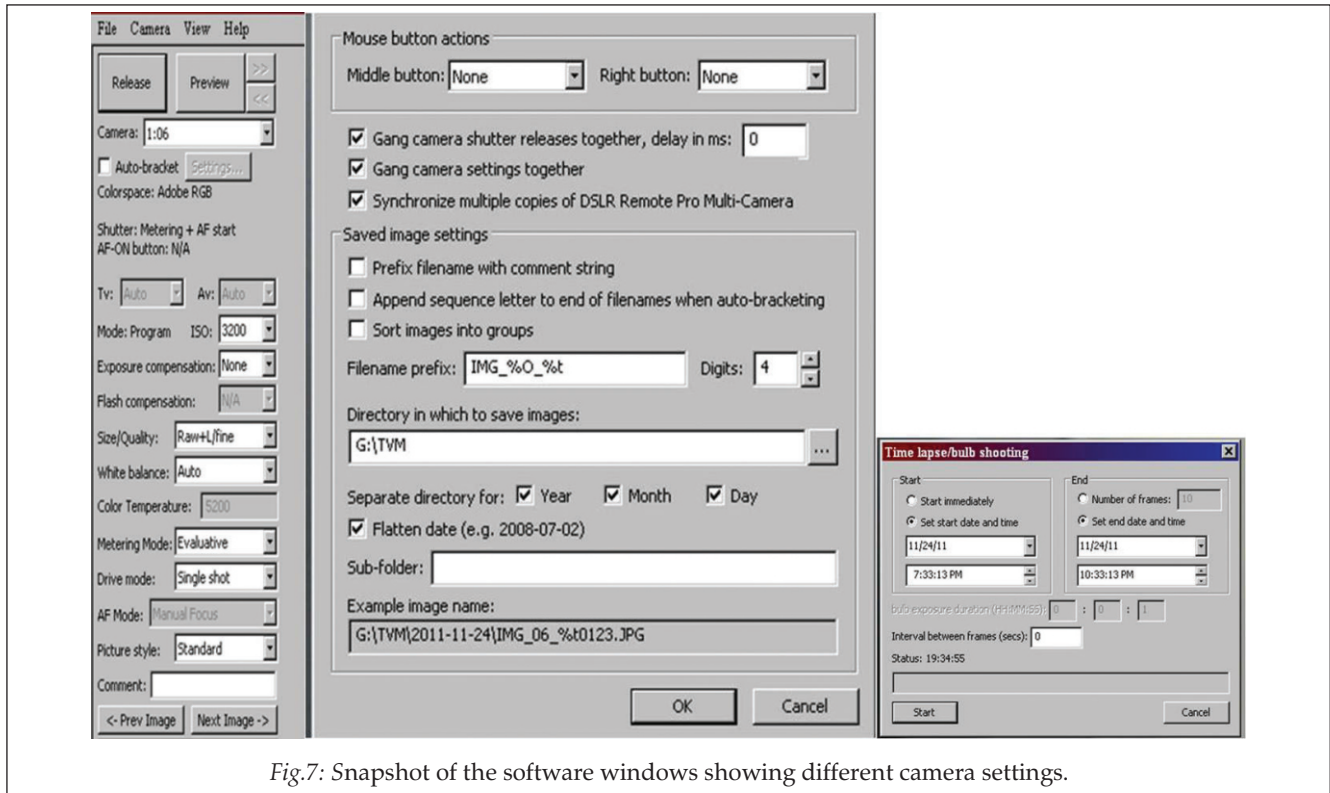 File Camera View Help
Release Preview >>
<<
Camera: 1:06
Auto-bracket Settings...
Colorspace: Adobe RGB
Shutter: Metering + AF start
AF-ON button: N/A
Tv: Auto Av: Auto
Mode: Program ISO: 3200
Exposure compensation: None
Flash compensation: N/A
Size/Quality: Raw+L/fine
White balance: Auto
Color Temperature: 5200
Metering Mode: Evaluative
Drive mode: Single shot
AF Mode: Manual Focus
Picture style: Standard
Comment:
<- Prev Image Next Image ->
Mouse button actions
Middle button: None Right button: None
Gang camera shutter releases together, delay in ms: 0
Gang camera settings together
Synchronize multiple copies of DSLR Remote Pro Multi-Camera
Saved image settings
Prefix filename with comment string
Append sequence letter to end of filenames when auto-bracketing
Sort images into groups
Filename prefix: IMG_%O_%t Digits: 4
Directory in which to save images:
G:\TVM ...
Separate directory for: Year Month Day
Flatten date (e.g. 2008-07-02)
Sub-folder:
Example image name:
G:\TVM\2011-11-24\IMG_06_%t0123.JPG
OK Cancel
Time lapse/bulb shooting
Start End
Start immediately Number of frames: 10
Set start date and time Set end date and time
11/24/11 11/24/11
7:33:13 PM 10:33:13 PM
bulb exposure duration (HH:MM:SS): 0 : 0 : 1
Interval between frames (secs): 0
Status: 19:34:55
Start Cancel
Fig.7: Snapshot of the software windows showing different camera settings.